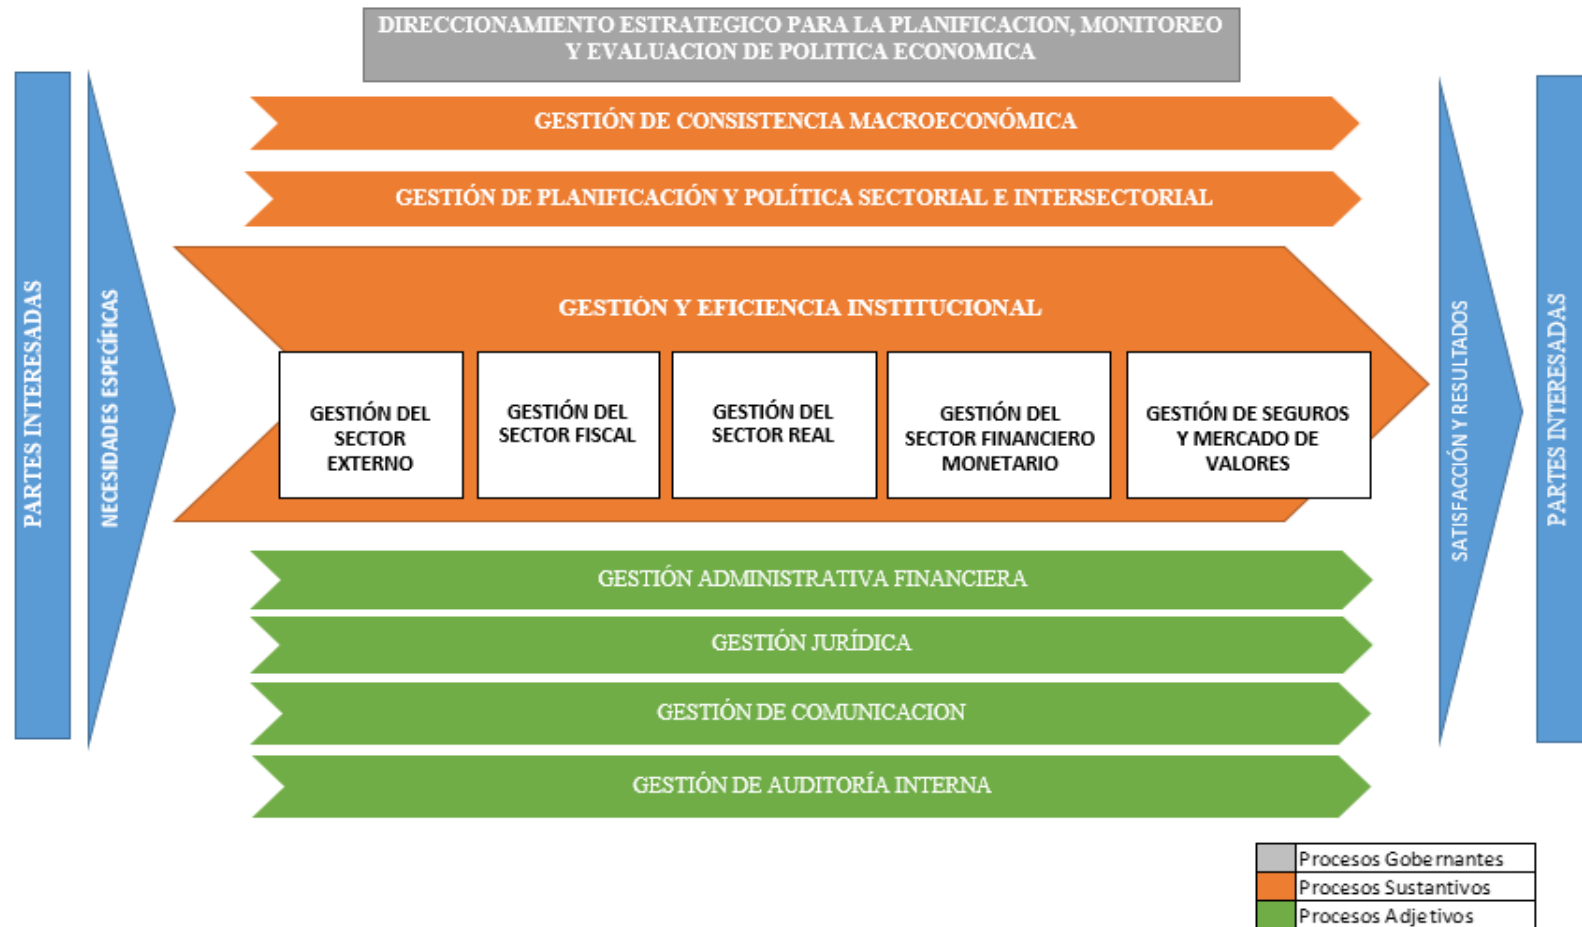 DIRECCIONAMIENTO ESTRATEGICO PARA LA PLANIFICACION, MONITOREO
Y EVALUACION DE POLITICA ECONOMICA
PARTES INTERESADAS
NECESIDADES ESPECÍFICAS
GESTIÓN DE CONSISTENCIA MACROECONÓMICA
GESTIÓN DE PLANIFICACIÓN Y POLÍTICA SECTORIAL E INTERSECTORIAL
GESTIÓN Y EFICIENCIA INSTITUCIONAL
GESTIÓN DEL
SECTOR
EXTERNO
GESTIÓN DEL
SECTOR FISCAL
GESTIÓN DEL
SECTOR REAL
GESTIÓN DEL
SECTOR FINANCIERO
MONETARIO
GESTIÓN DE SEGUROS
Y MERCADO DE
VALORES
GESTIÓN ADMINISTRATIVA FINANCIERA
GESTIÓN JURÍDICA
GESTIÓN DE COMUNICACION
GESTIÓN DE AUDITORÍA INTERNA
SATISFACCIÓN Y RESULTADOS
PARTES INTERESADAS
Procesos Gobernantes
Procesos Sustantivos
Procesos Adjetivos